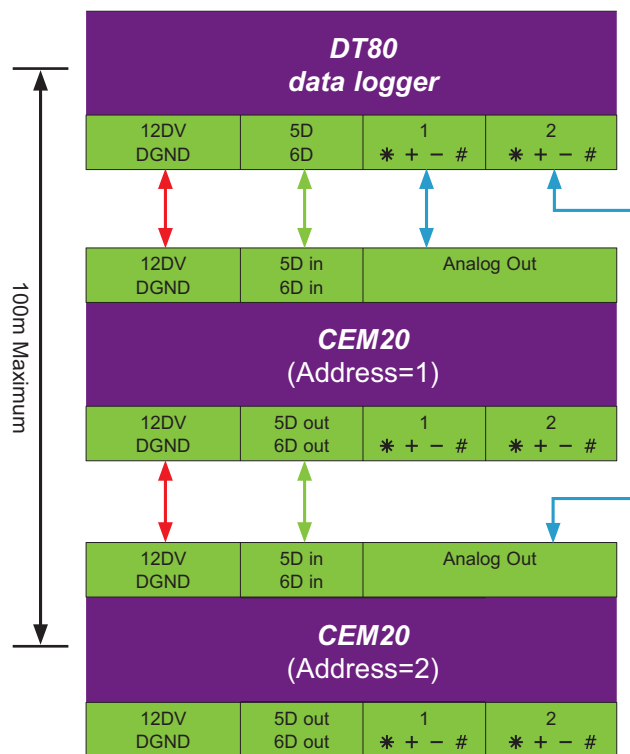 DT80
data logger
12DV 5D 1 2
DGND 6D * + − # * + − #
12DV 5D in Analog Out
DGND 6D in
100m Maximum
CEM20
(Address=1)
12DV 5D out 1 2
DGND 6D out * + − # * + − #
12DV 5D in Analog Out
DGND 6D in
CEM20
(Address=2)
12DV 5D out 1 2
DGND 6D out * + − # * + − #